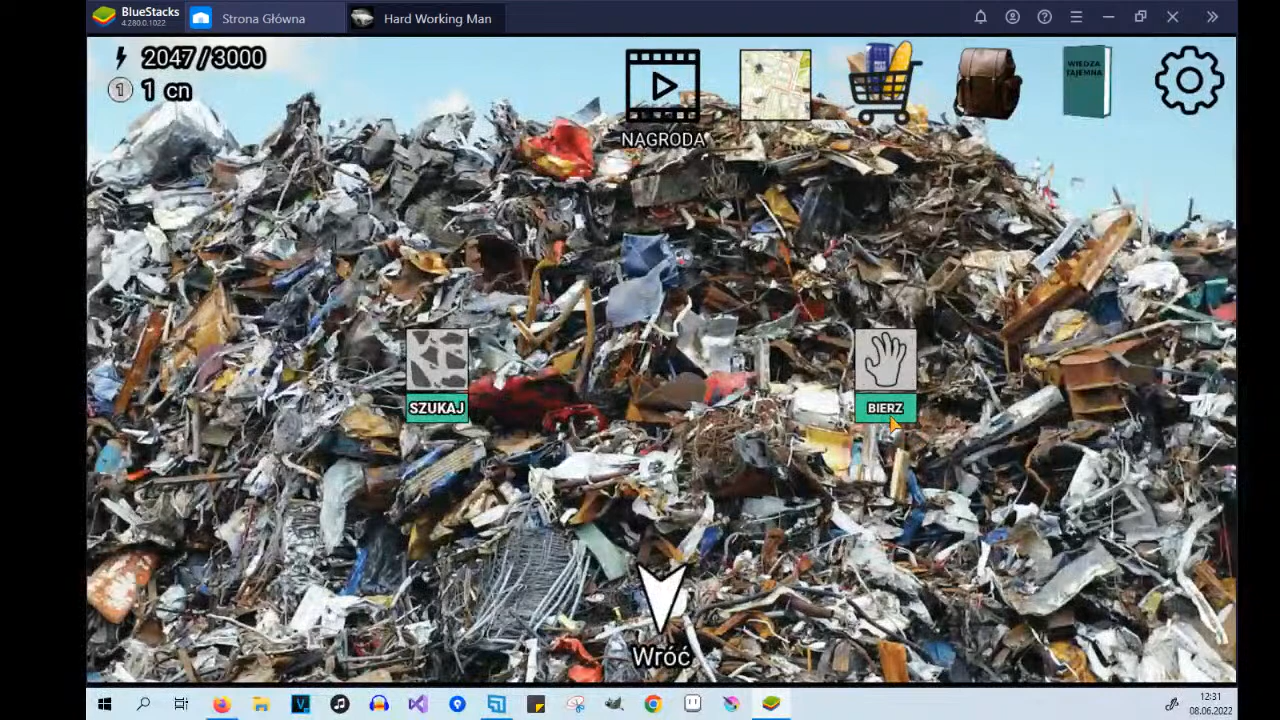 BlueStacks
4.280.0.1022
Strona Główna
Hard Working Man
2047 / 3000
1 1 cn
NAGRODA
WIEDZA
TAJEMNA
SZUKAJ
BIERZ
Wróć
12:31
08.06.2022